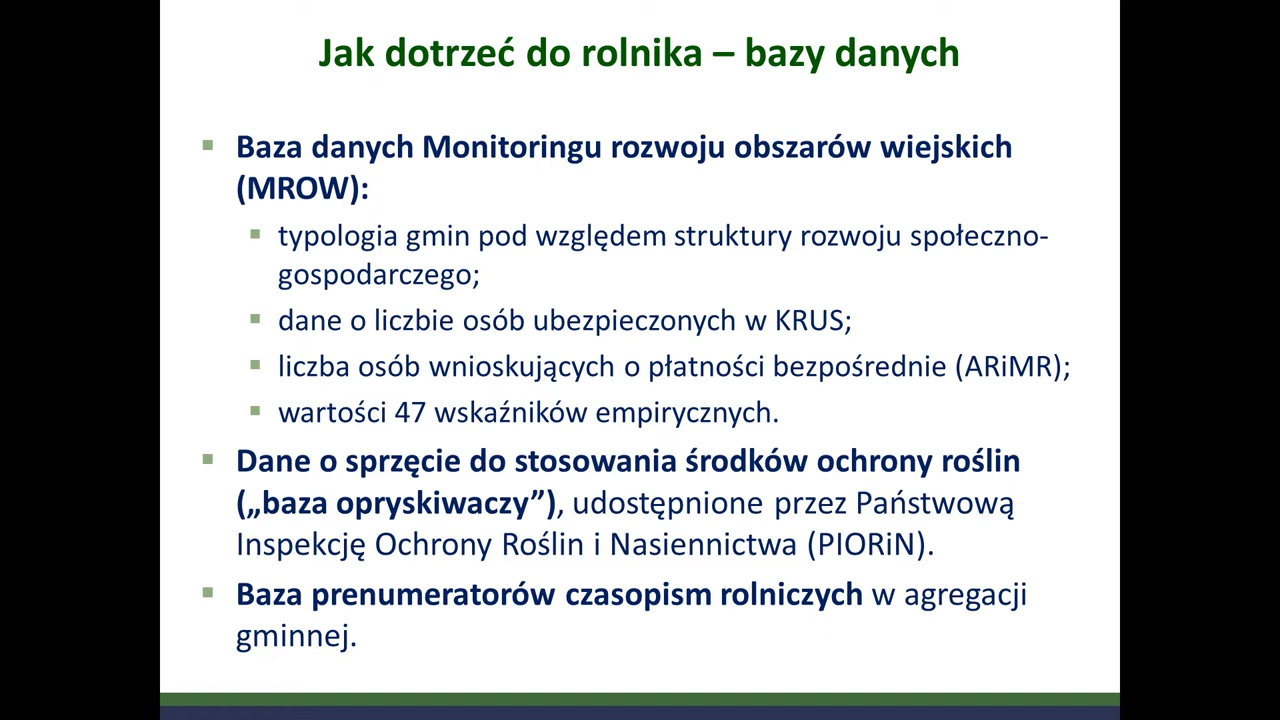 Jak dotrzeć do rolnika – bazy danych
Baza danych Monitoringu rozwoju obszarów wiejskich
(MROW):
typologia gmin pod względem struktury rozwoju społeczno-
gospodarczego;
dane o liczbie osób ubezpieczonych w KRUS;
liczba osób wnioskujących o płatności bezpośrednie (ARiMR);
wartości 47 wskaźników empirycznych.
Dane o sprzęcie do stosowania środków ochrony roślin
(„baza opryskiwaczy”), udostępnione przez Państwową
Inspekcję Ochrony Roślin i Nasiennictwa (PIORiN).
Baza prenumeratorów czasopism rolniczych w agregacji
gminnej.